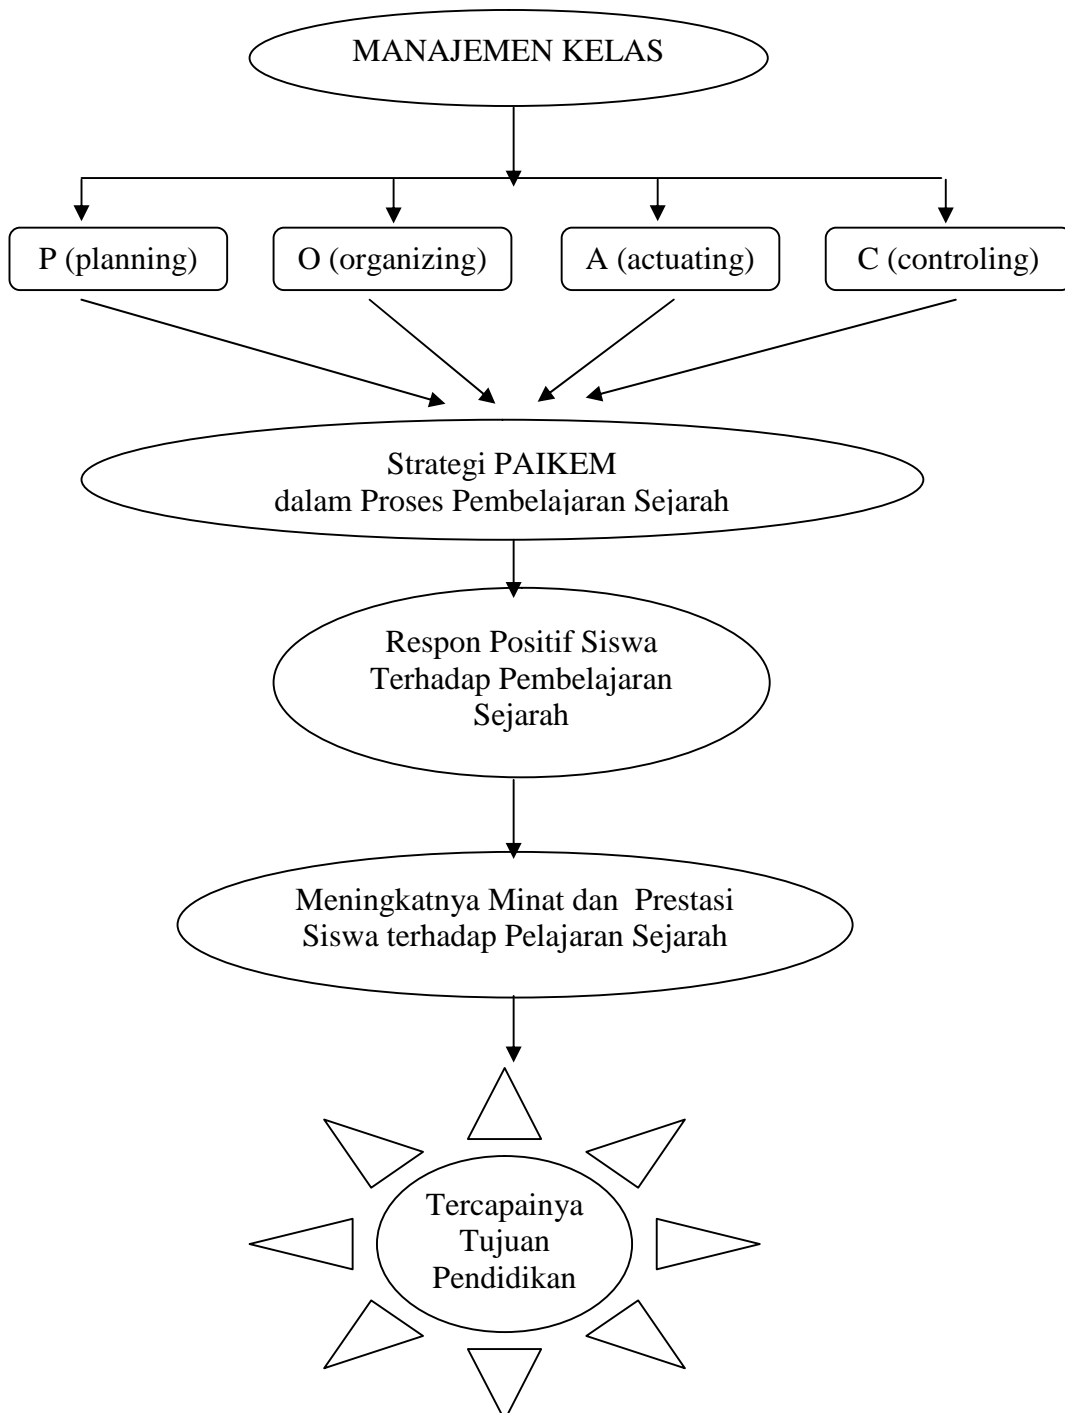 MANAJEMEN KELAS
P (planning)
O (organizing)
A (actuating)
C (controling)
Strategi PAIKEM
dalam Proses Pembelajaran Sejarah
Respon Positif Siswa
Terhadap Pembelajaran
Sejarah
Meningkatnya Minat dan  Prestasi
Siswa terhadap Pelajaran Sejarah
Tercapainya
Tujuan
Pendidikan